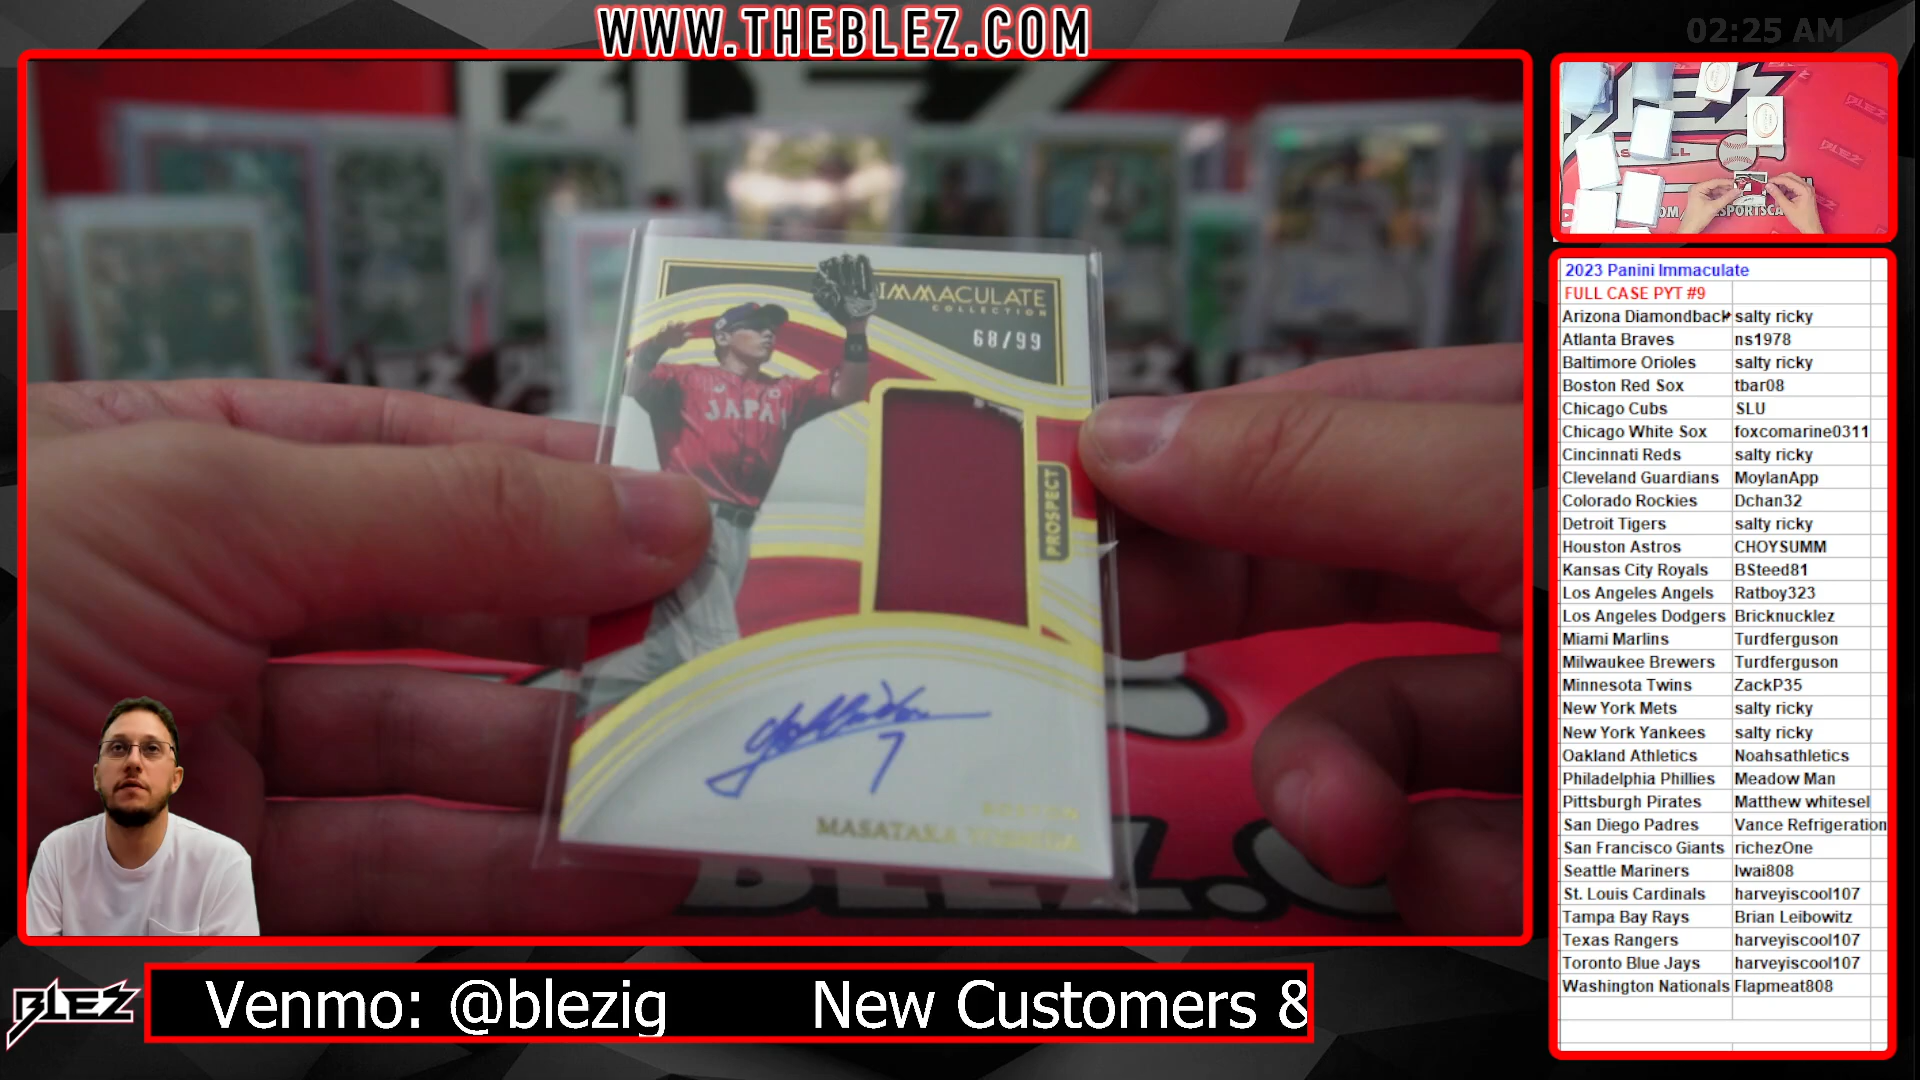 WWW.THEBLEZ.COM
02:25 AM
IMMACULATE
COLLECTION
68/99
JAPA
PROSPECT
7
BOSTON
MASATAKA YOSHIDA
BLEZ.C
2023 Panini Immaculate
FULL CASE PYT #9
Arizona Diamondback salty ricky
Atlanta Braves ns1978
Baltimore Orioles salty ricky
Boston Red Sox tbar08
Chicago Cubs SLU
Chicago White Sox foxcomarine0311
Cincinnati Reds salty ricky
Cleveland Guardians MoylanApp
Colorado Rockies Dchan32
Detroit Tigers salty ricky
Houston Astros CHOYSUMM
Kansas City Royals BSteed81
Los Angeles Angels Ratboy323
Los Angeles Dodgers Bricknucklez
Miami Marlins Turdferguson
Milwaukee Brewers Turdferguson
Minnesota Twins ZackP35
New York Mets salty ricky
New York Yankees salty ricky
Oakland Athletics Noahsathletics
Philadelphia Phillies Meadow Man
Pittsburgh Pirates Matthew whitesel
San Diego Padres Vance Refrigeration
San Francisco Giants richezOne
Seattle Mariners lwai808
St. Louis Cardinals harveyiscool107
Tampa Bay Rays Brian Leibowitz
Texas Rangers harveyiscool107
Toronto Blue Jays harveyiscool107
Washington Nationals Flapmeat808
BLEZ
Venmo: @blezig New Customers &